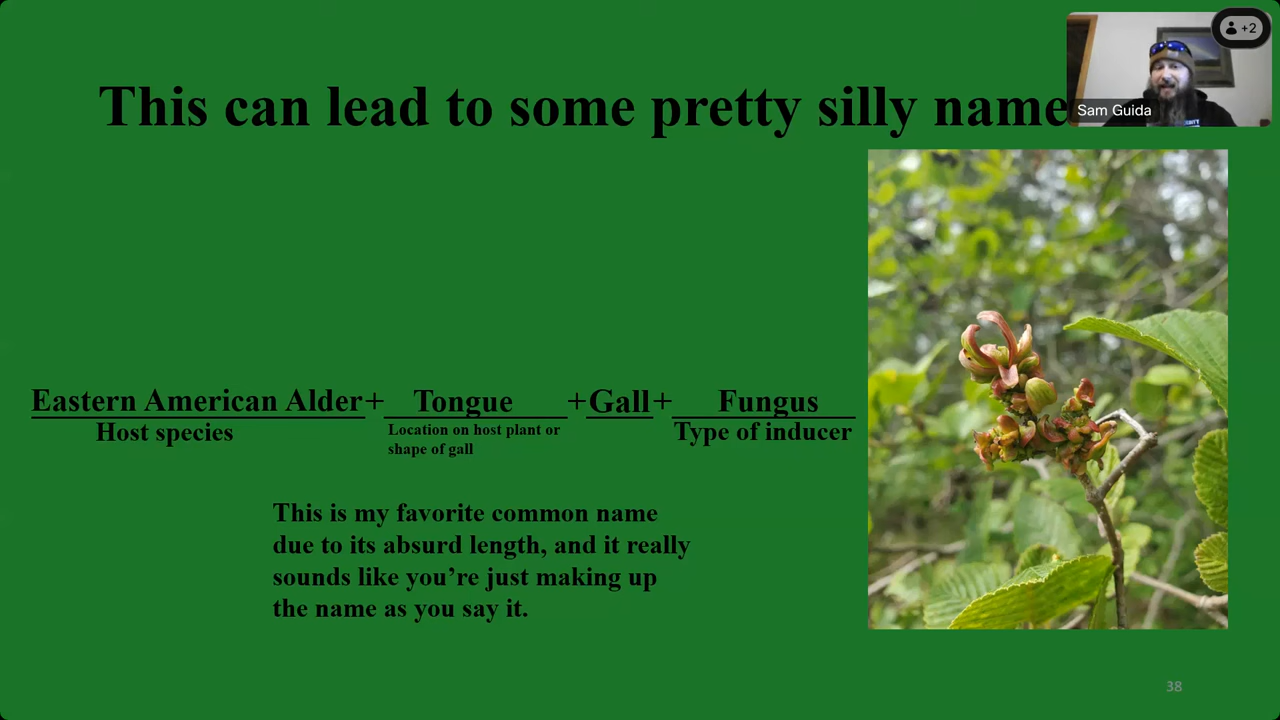 This can lead to some pretty silly name
+2
Sam Guida
Eastern American Alder + Tongue + Gall + Fungus
Host species
Location on host plant or
shape of gall
Type of inducer
This is my favorite common name
due to its absurd length, and it really
sounds like you’re just making up
the name as you say it.
38